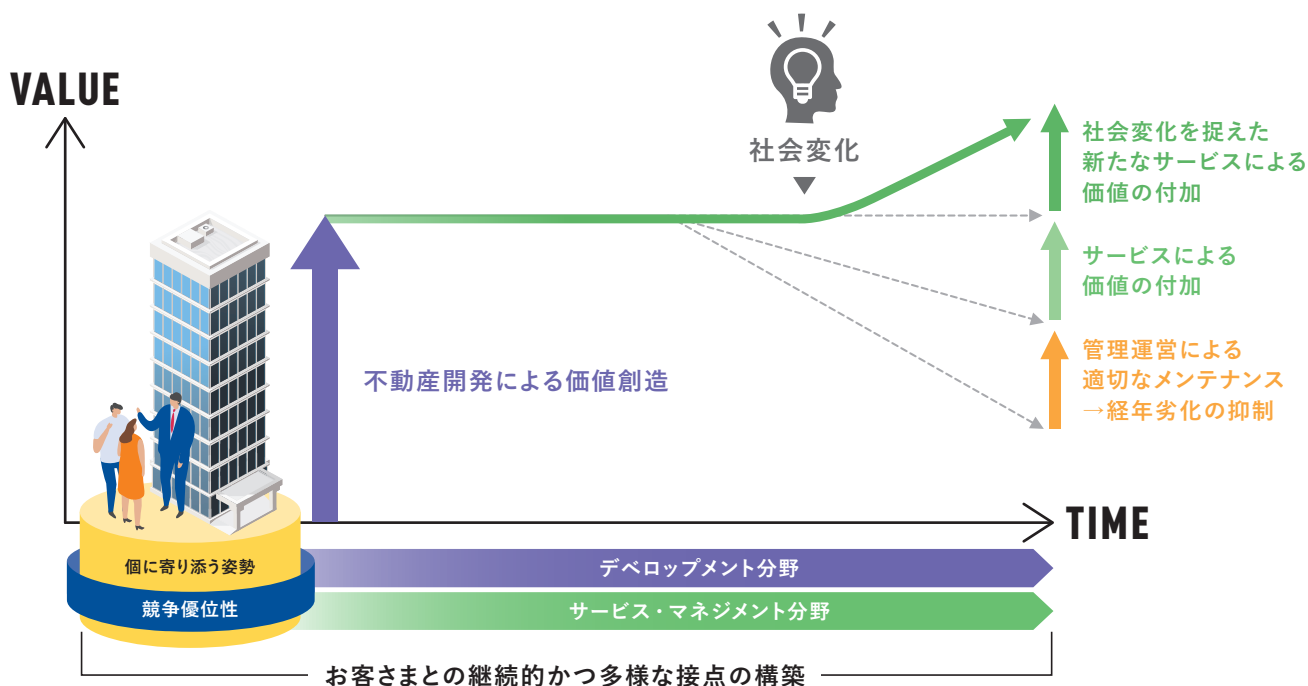 VALUE
社会変化
社会変化を捉えた
新たなサービスによる
価値の付加
サービスによる
価値の付加
不動産開発による価値創造
管理運営による
適切なメンテナンス
→経年劣化の抑制
TIME
個に寄り添う姿勢
デベロップメント分野
競争優位性
サービス・マネジメント分野
お客さまとの継続的かつ多様な接点の構築